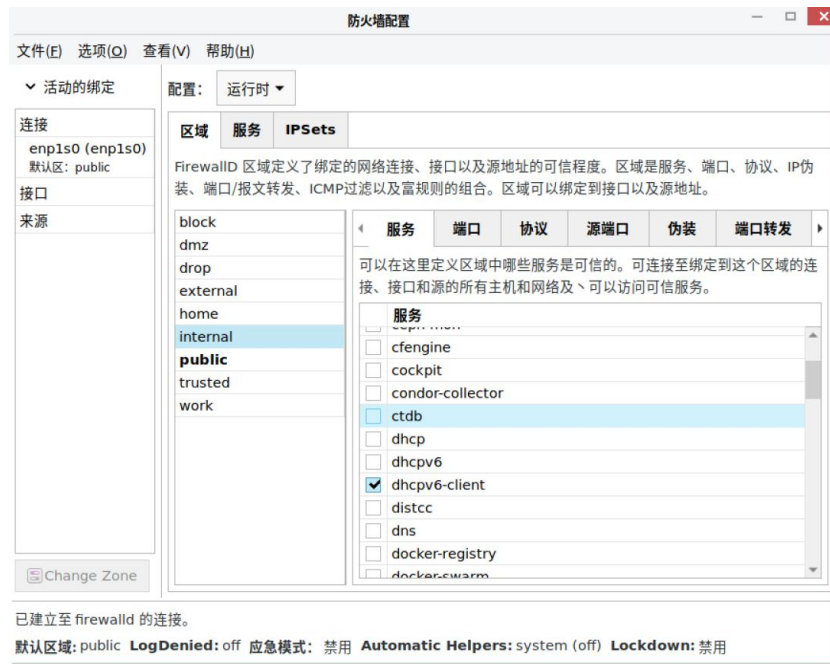 防火墙配置
文件(F) 选项(O) 查看(V) 帮助(H)
活动的绑定
配置： 运行时
连接
enp1s0 (enp1s0)
默认区: public
接口
来源
区域 服务 IPSets
FirewallD 区域定义了绑定的网络连接、接口以及源地址的可信程度。区域是服务、端口、协议、IP伪
装、端口/报文转发、ICMP过滤以及富规则的组合。区域可以绑定到接口以及源地址。
block
dmz
drop
external
home
internal
public
trusted
work
服务 端口 协议 源端口 伪装 端口转发
可以在这里定义区域中哪些服务是可信的。可连接至绑定到这个区域的连
接、接口和源的所有主机和网络及丶可以访问可信服务。
服务
ceph-mon
cfengine
cockpit
condor-collector
ctdb
dhcp
dhcpv6
dhcpv6-client
distcc
dns
docker-registry
docker-swarm
Change Zone
已建立至 firewalld 的连接。
默认区域: public LogDenied: off 应急模式： 禁用 Automatic Helpers: system (off) Lockdown: 禁用